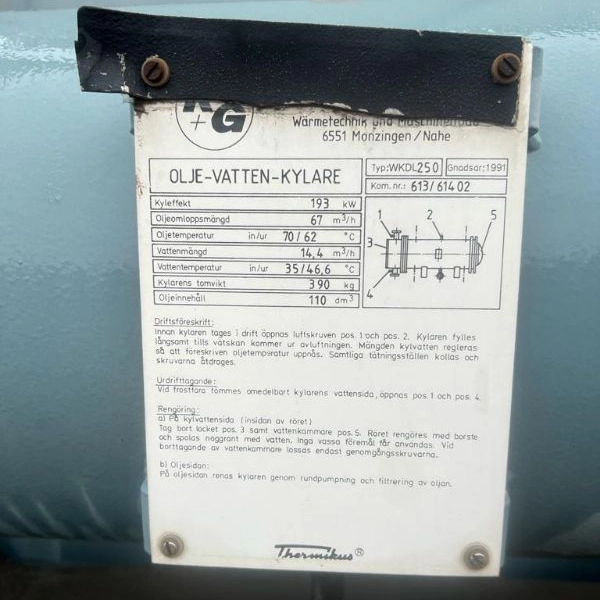 K+G
Wärmetechnik und Maschinenbau
6551 Monzingen/Nahe
OLJE-VATTEN-KYLARE
Typ: WKDL250 Gnodsår: 1991
Kom. nr.: 613/61402
Kyleffekt 193 kW
Oljeomloppsmängd 67 m³/h
Oljetemperatur in/ur 70/62 °C
Vattenmängd 14,4 m³/h
Vattentemperatur in/ur 35/46,6 °C
Kylarens tomvikt 390 kg
Oljeinnehåll 110 dm³
1 2 5
3
4
Driftsföreskrift:
Innan kylaren tages i drift öppnas luftskruven pos. 1 och pos. 2. Kylaren fylles
långsamt tills vätskan kommer ur avluftningen. Mängden kylvatten regleras
så att föreskriven oljetemperatur uppnås. Samtliga tätningsställen kollas och
skruvarna åtdrages.
Urdrifttagande:
Vid frostfara tömmes omedelbart kylarens vattensida, öppnas pos. 1 och pos. 4.
Rengöring:
a) På kylvattensida (insidan av röret)
Tag bort locket pos. 3 samt vattenkammare pos. 5. Röret rengöres med borste
och spolas noggrant med vatten. Inga vassa föremål får användas. Vid
borttagande av vattenkammare lossas endast genomgångsskruvarna.
b) Oljesidan:
På oljesidan renas kylaren genom rundpumpning och filtrering av oljan.
Thermikus®